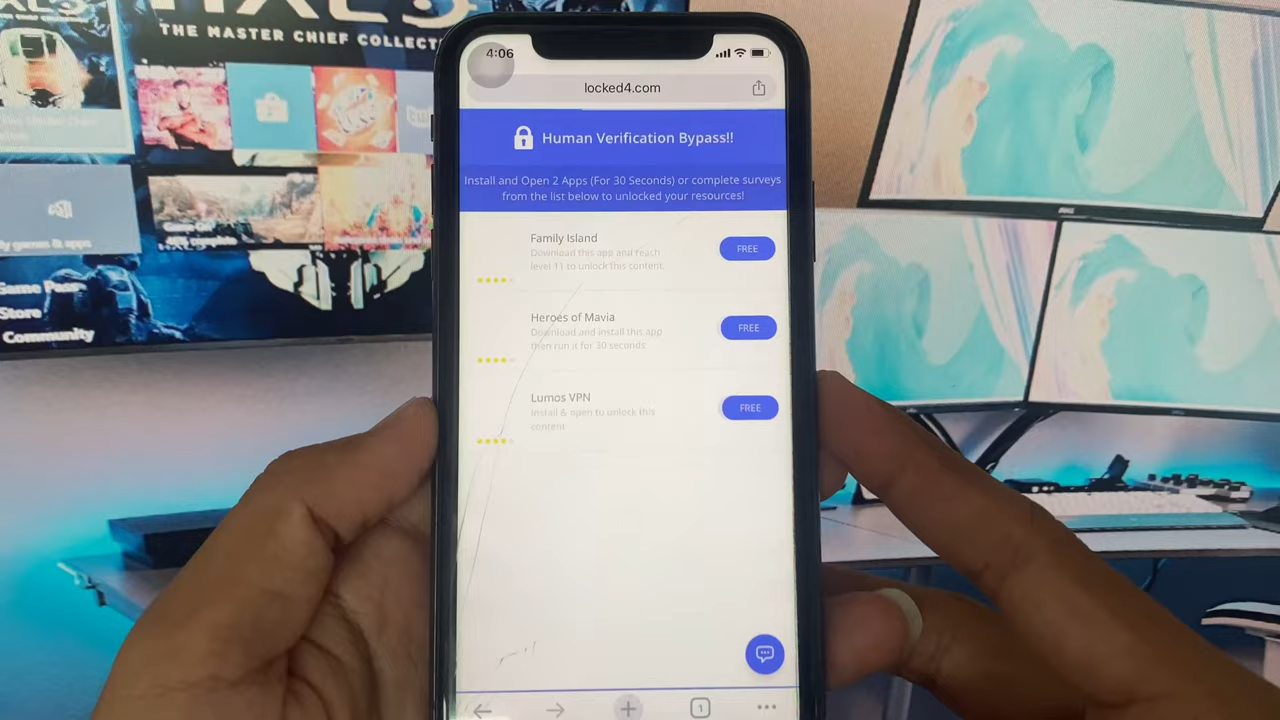 HALO
THE MASTER CHIEF COLLECT
4:06
locked4.com
Human Verification Bypass!!
Install and Open 2 Apps (For 30 Seconds) or complete surveys
from the list below to unlocked your resources!
Family Island
Download this app and reach
level 11 to unlock this content.
FREE
Heroes of Mavia
Download and install this app
then run it for 30 seconds
FREE
Lumos VPN
Install & open to unlock this
content
FREE
1
games & apps
Game Pass
Store
Community